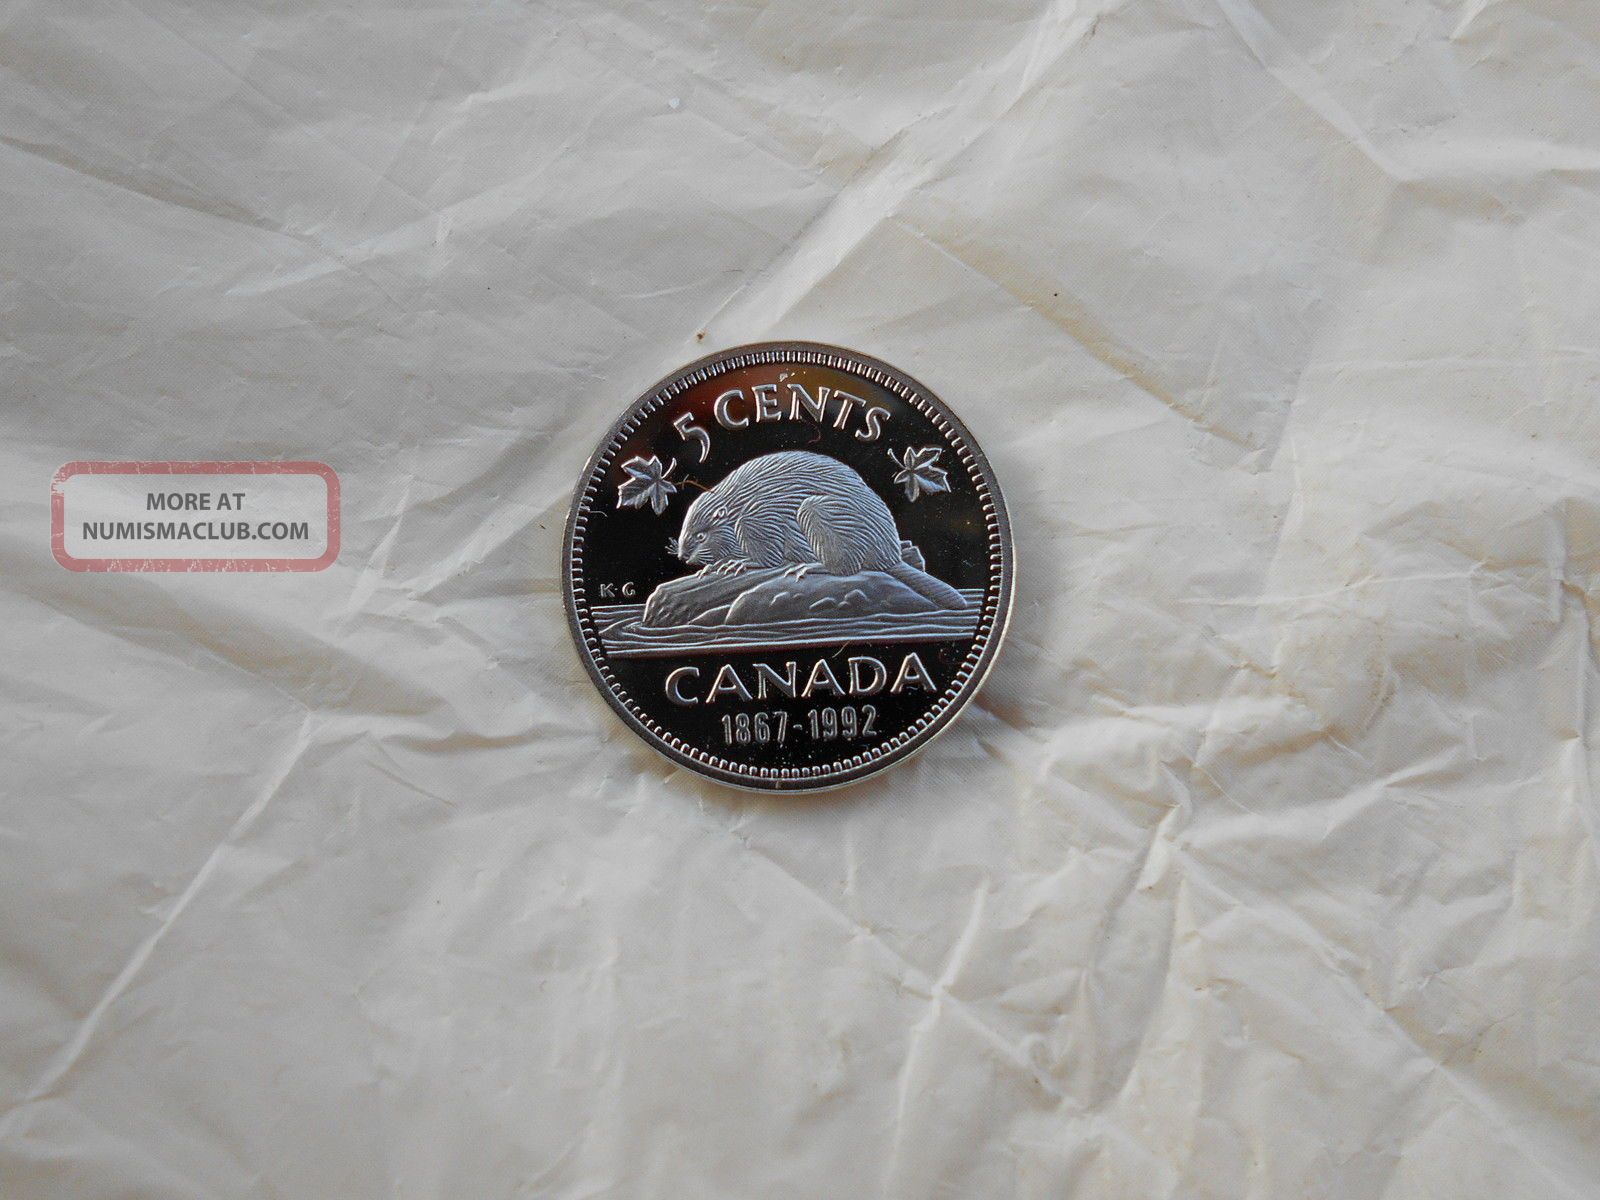 5 CENTS
K·G
CANADA
1867-1992
MORE AT
NUMISMACLUB.COM